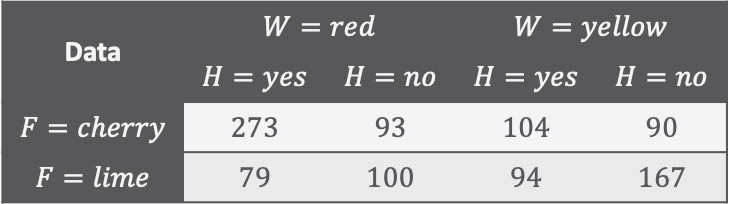 Data W = red W = yellow
H = yes H = no H = yes H = no
F = cherry 273 93 104 90
F = lime 79 100 94 167